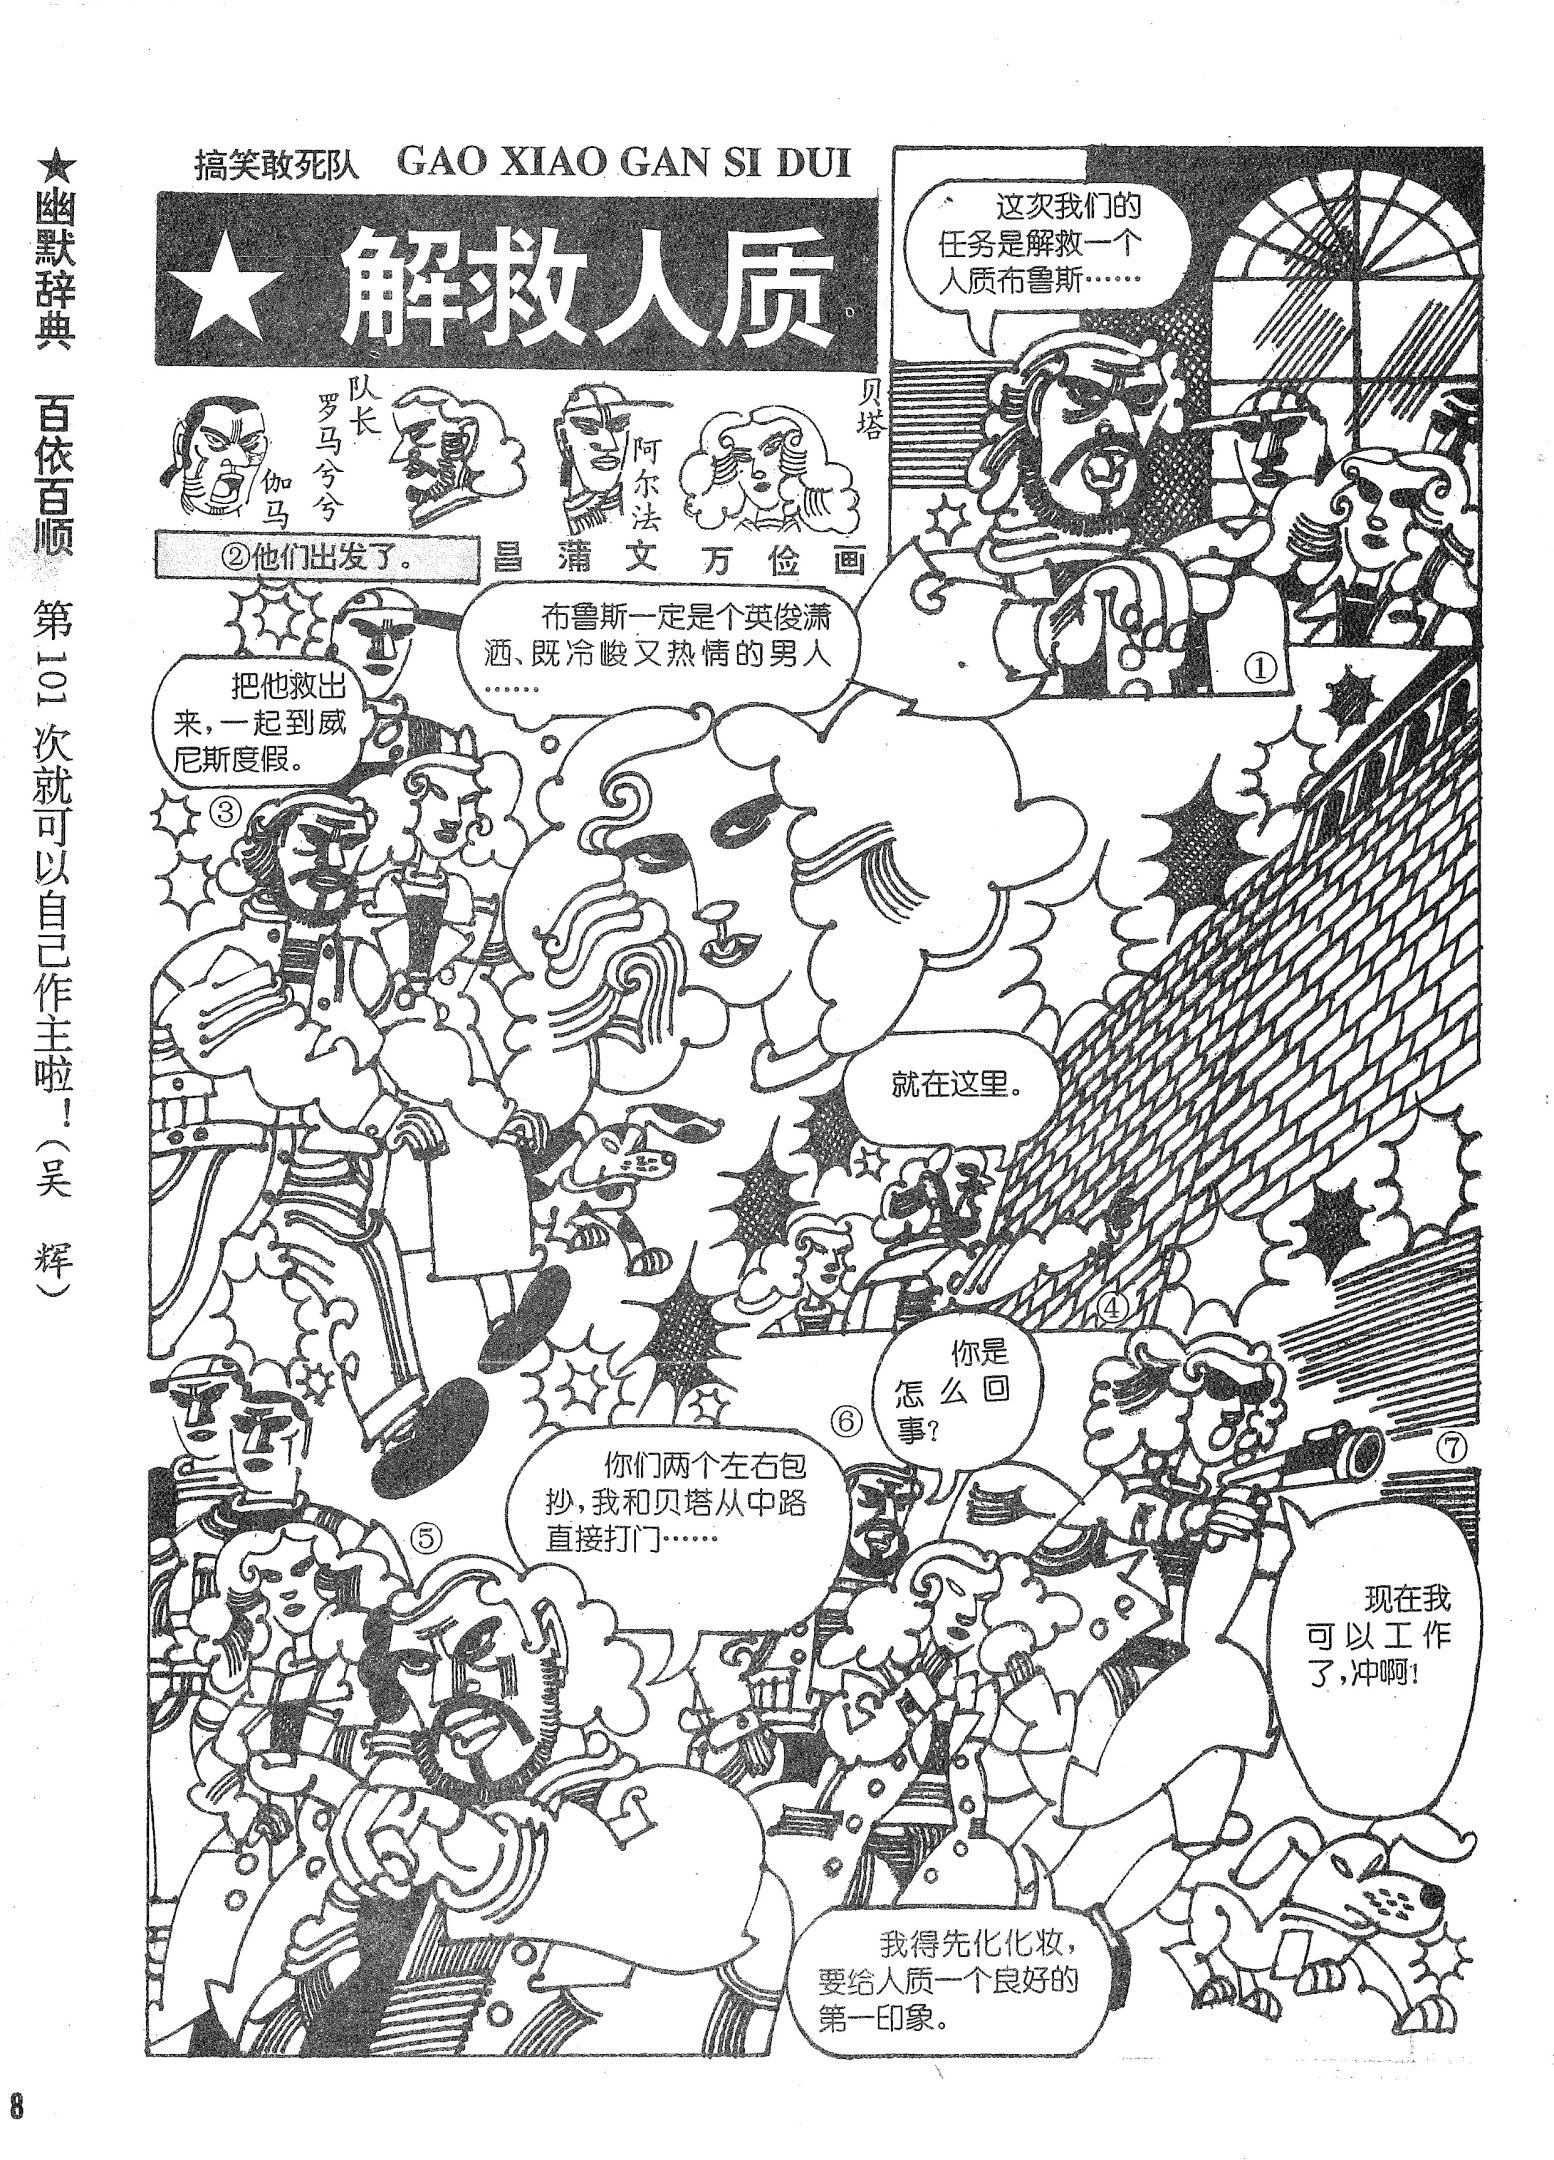 搞笑敢死队 GAO XIAO GAN SI DUI
★ 解救人质
伽马
罗马兮兮
队长
阿尔法
贝塔
昌蒲文 万俭画
这次我们的
任务是解救一个
人质布鲁斯……
①
②他们出发了。
布鲁斯一定是个英俊潇
洒、既冷峻又热情的男人
……
把他救出
来,一起到威
尼斯度假。
③
就在这里。
④
你们两个左右包
抄,我和贝塔从中路
直接打门……
⑤
⑥
你是
怎么回
事?
我得先化化妆,
要给人质一个良好的
第一印象。
⑦
现在我
可以工作
了,冲啊!
★幽默辞典 百依百顺 第101次就可以自己作主啦!(吴 辉)
8